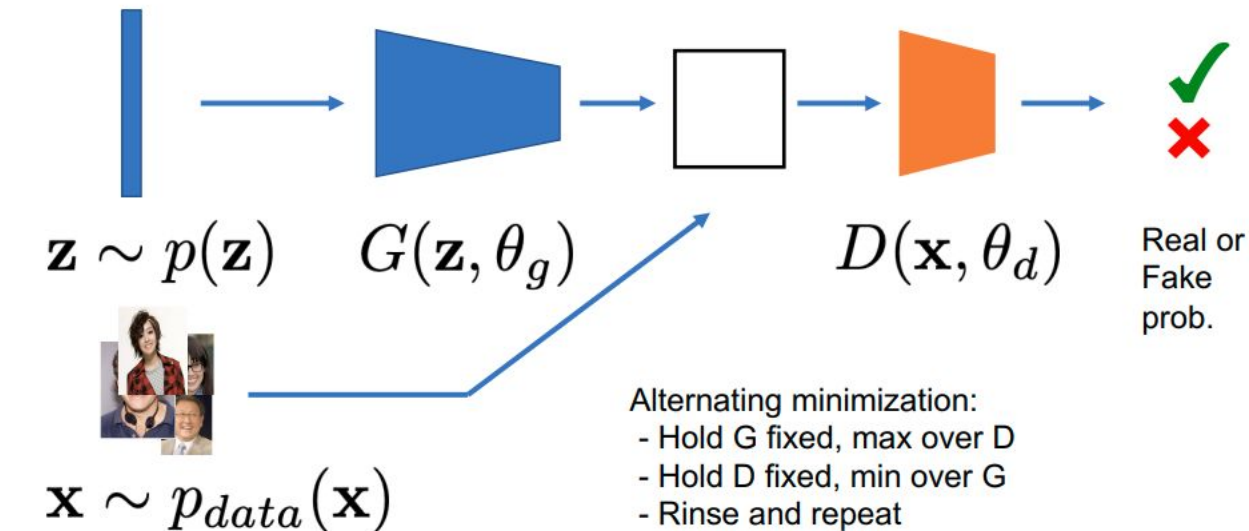 z ∼ p(z)
G(z, θ_g)
D(x, θ_d)
Real or
Fake
prob.
x ∼ p_data(x)
Alternating minimization:
- Hold G fixed, max over D
- Hold D fixed, min over G
- Rinse and repeat